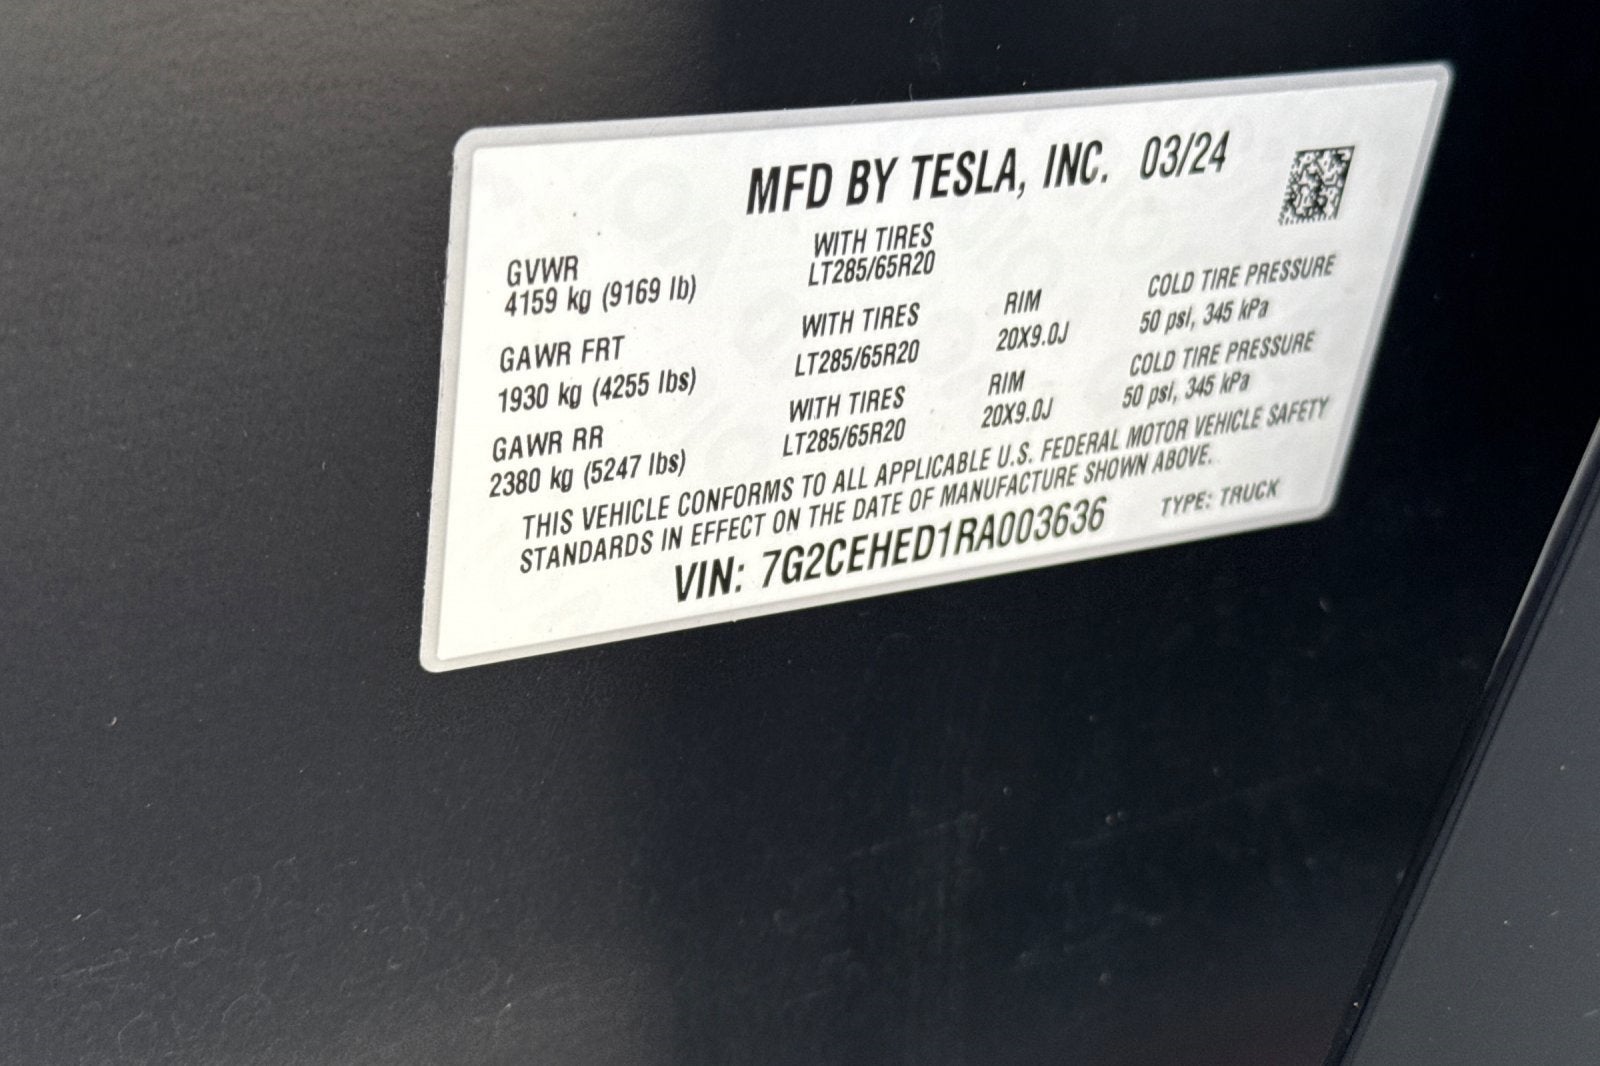 MFD BY TESLA, INC. 03/24
GVWR
4159 kg (9169 lb)
WITH TIRES
LT285/65R20
GAWR FRT
1930 kg (4255 lbs)
WITH TIRES
LT285/65R20
RIM
20X9.0J
COLD TIRE PRESSURE
50 psi, 345 kPa
GAWR RR
2380 kg (5247 lbs)
WITH TIRES
LT285/65R20
RIM
20X9.0J
COLD TIRE PRESSURE
50 psi, 345 kPa
THIS VEHICLE CONFORMS TO ALL APPLICABLE U.S. FEDERAL MOTOR VEHICLE SAFETY
STANDARDS IN EFFECT ON THE DATE OF MANUFACTURE SHOWN ABOVE.
VIN: 7G2CEHED1RA003636
TYPE: TRUCK